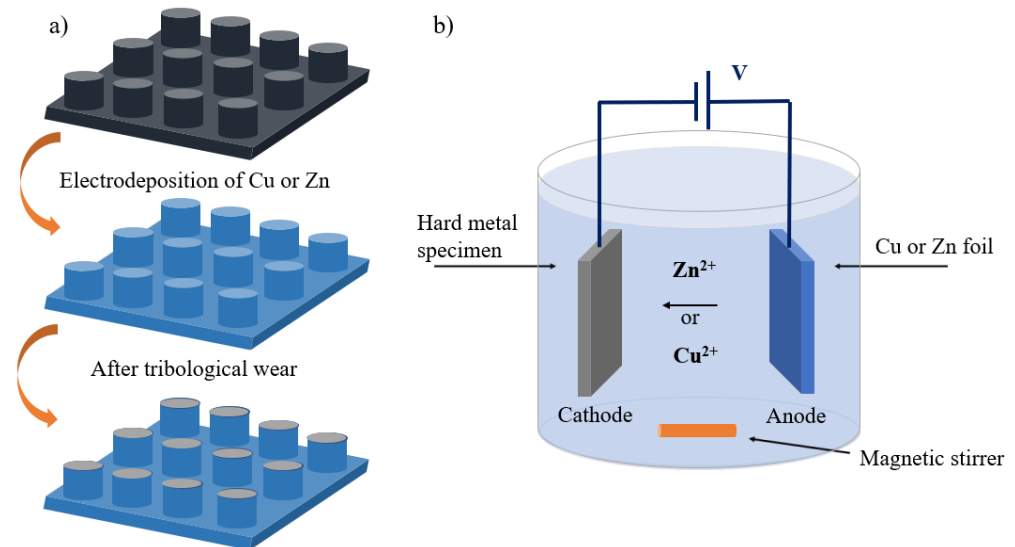 a)
Electrodeposition of Cu or Zn
After tribological wear
b)
V
Hard metal
specimen
Cu or Zn foil
Zn²⁺
or
Cu²⁺
Cathode
Anode
Magnetic stirrer